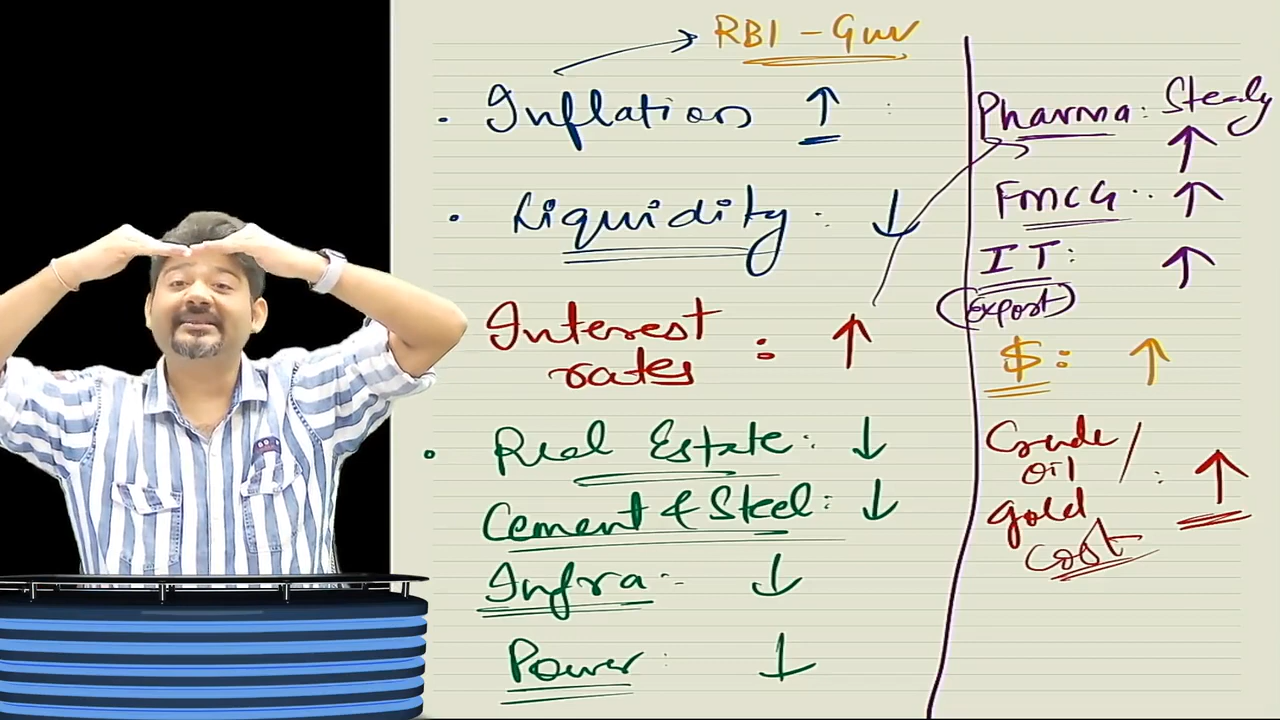 RBI - Guv
• Inflation ↑ :
• Liquidity : ↓
Interest
rates : ↑
• Real Estate : ↓
Cement & Steel : ↓
Infra : ↓
Power : ↓
Pharma : Steady
↑
FMCG : ↑
IT : ↑
(export)
$ : ↑
Crude /
oil : ↑
Gold
Cost